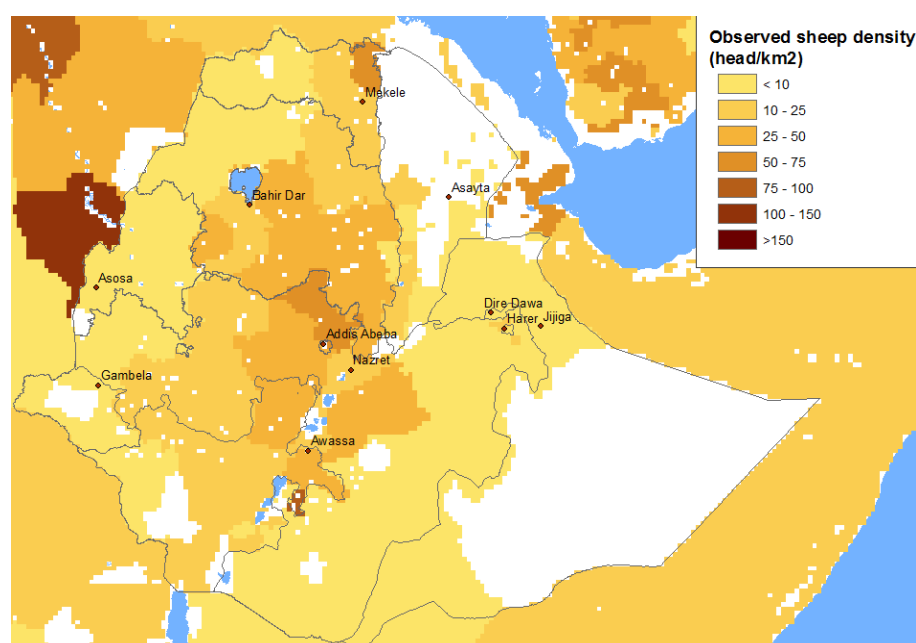 Observed sheep density
(head/km2)
< 10
10 - 25
25 - 50
50 - 75
75 - 100
100 - 150
>150
Mekele
Asayta
Bahir Dar
Asosa
Dire Dawa
Harer
Jijiga
Addis Abeba
Nazret
Gambela
Awassa